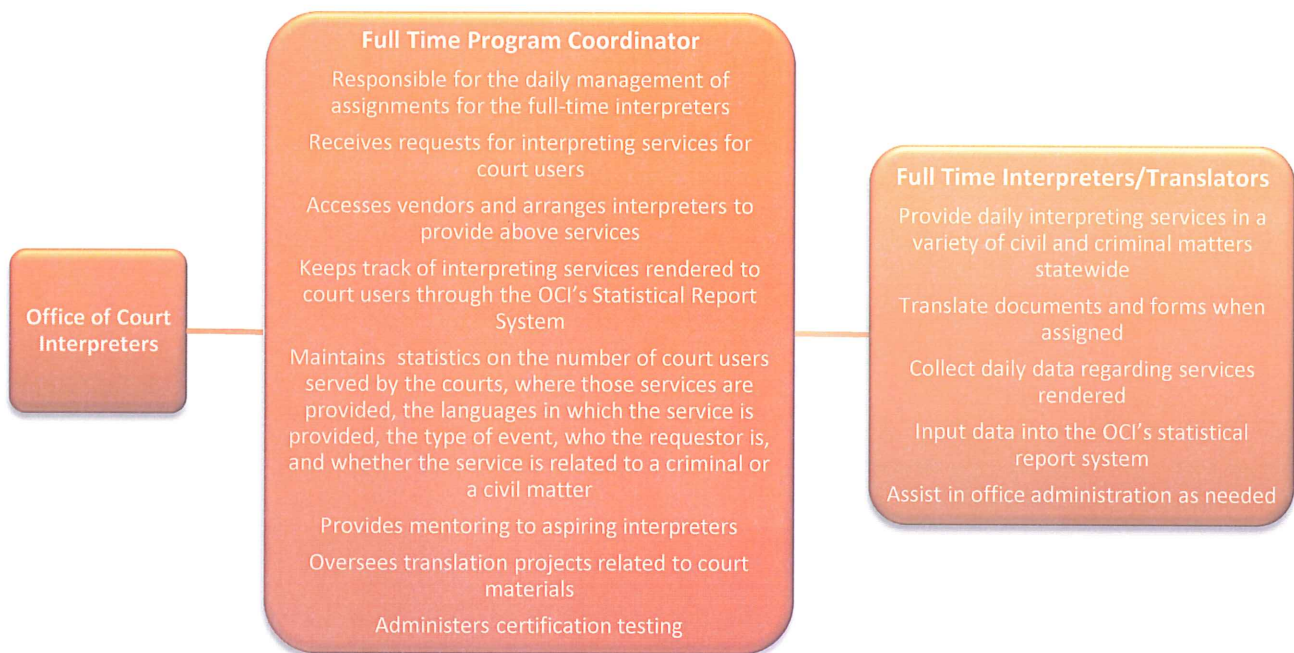 Office of Court
Interpreters
Full Time Program Coordinator
Responsible for the daily management of
assignments for the full-time interpreters
Receives requests for interpreting services for
court users
Accesses vendors and arranges interpreters to
provide above services
Keeps track of interpreting services rendered to
court users through the OCI's Statistical Report
System
Maintains statistics on the number of court users
served by the courts, where those services are
provided, the languages in which the service is
provided, the type of event, who the requestor is,
and whether the service is related to a criminal or
a civil matter
Provides mentoring to aspiring interpreters
Oversees translation projects related to court
materials
Administers certification testing
Full Time Interpreters/Translators
Provide daily interpreting services in a
variety of civil and criminal matters
statewide
Translate documents and forms when
assigned
Collect daily data regarding services
rendered
Input data into the OCI's statistical
report system
Assist in office administration as needed